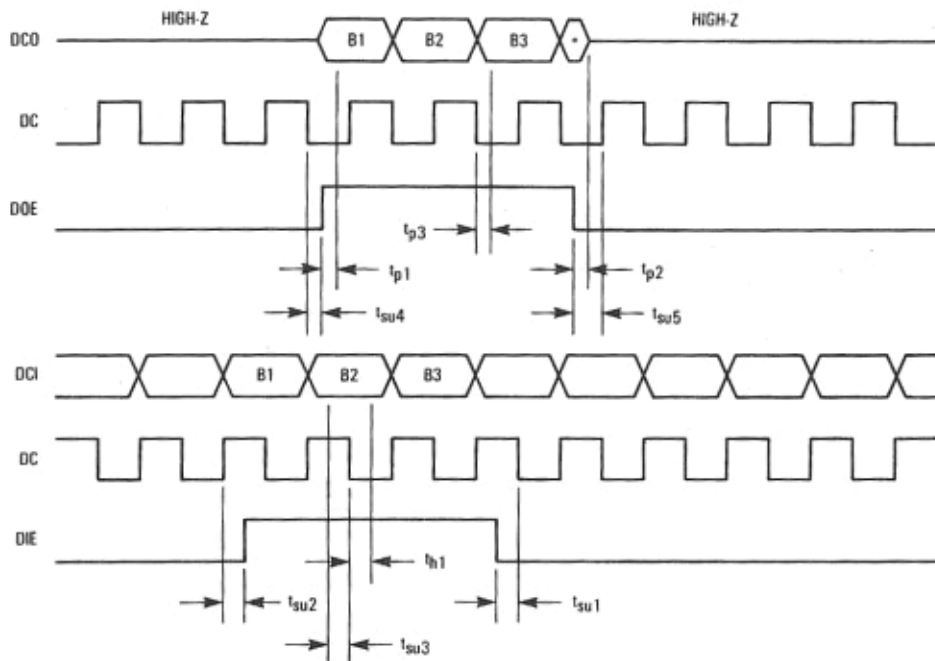 HIGH-Z HIGH-Z
DCO B1 B2 B3 *
DC
DOE
tp3
tp1 tp2
tsu4 tsu5
DCI B1 B2 B3
DC
DIE
th1
tsu2 tsu1
tsu3